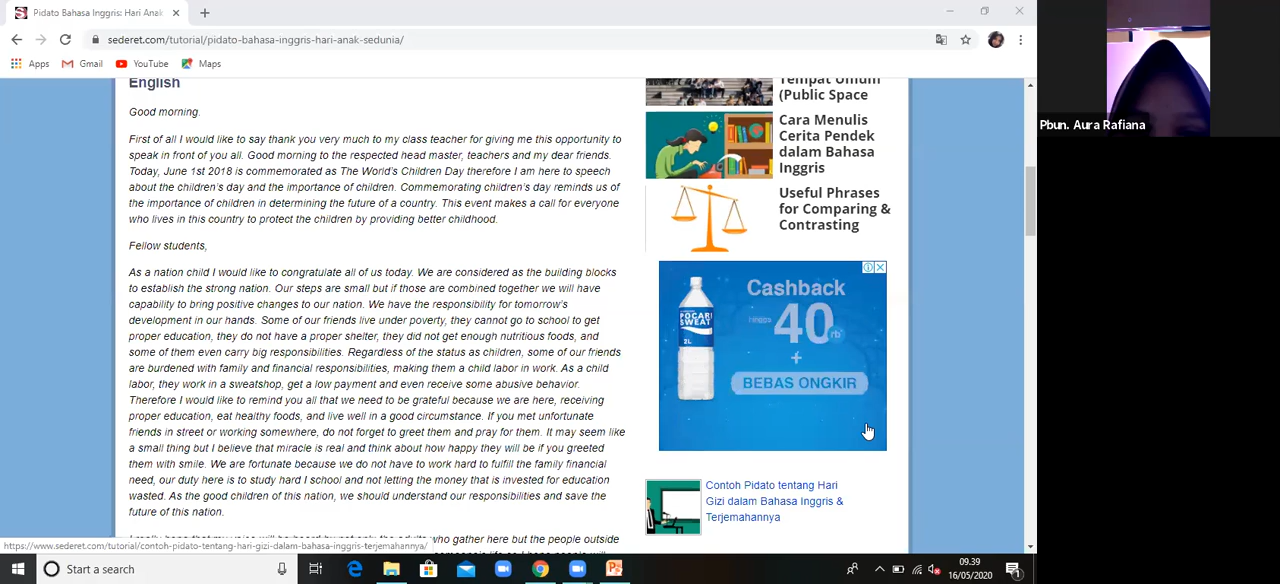 Pidato Bahasa Inggris: Hari Anak
sederet.com/tutorial/pidato-bahasa-inggris-hari-anak-sedunia/
Apps Gmail YouTube Maps
English
Good morning.
First of all I would like to say thank you very much to my class teacher for giving me this opportunity to
speak in front of you all. Good morning to the respected head master, teachers and my dear friends.
Today, June 1st 2018 is commemorated as The World's Children Day therefore I am here to speech
about the children's day and the importance of children. Commemorating children's day reminds us of
the importance of children in determining the future of a country. This event makes a call for everyone
who lives in this country to protect the children by providing better childhood.
Fellow students,
As a nation child I would like to congratulate all of us today. We are considered as the building blocks
to establish the strong nation. Our steps are small but if those are combined together we will have
capability to bring positive changes to our nation. We have the responsibility for tomorrow's
development in our hands. Some of our friends live under poverty, they cannot go to school to get
proper education, they do not have a proper shelter, they did not get enough nutritious foods, and
some of them even carry big responsibilities. Regardless of the status as children, some of our friends
are burdened with family and financial responsibilities, making them a child labor in work. As a child
labor, they work in a sweatshop, get a low payment and even receive some abusive behavior.
Therefore I would like to remind you all that we need to be grateful because we are here, receiving
proper education, eat healthy foods, and live well in a good circumstance. If you met unfortunate
friends in street or working somewhere, do not forget to greet them and pray for them. It may seem like
a small thing but I believe that miracle is real and think about how happy they will be if you greeted
them with smile. We are fortunate because we do not have to work hard to fulfill the family financial
need, our duty here is to study hard I school and not letting the money that is invested for education
wasted. As the good children of this nation, we should understand our responsibilities and save the
future of this nation.
who gather here but the people outside
Tempat Umum
(Public Space
Cara Menulis
Cerita Pendek
dalam Bahasa
Inggris
Useful Phrases
for Comparing &
Contrasting
Cashback
hingga 40 rb
+
BEBAS ONGKIR
POCARI
SWEAT
2L
Contoh Pidato tentang Hari
Gizi dalam Bahasa Inggris &
Terjemahannya
https://www.sederet.com/tutorial/contoh-pidato-tentang-hari-gizi-dalam-bahasa-inggris-terjemahannya/
Start a search
09.39
16/05/2020
Pbun. Aura Rafiana